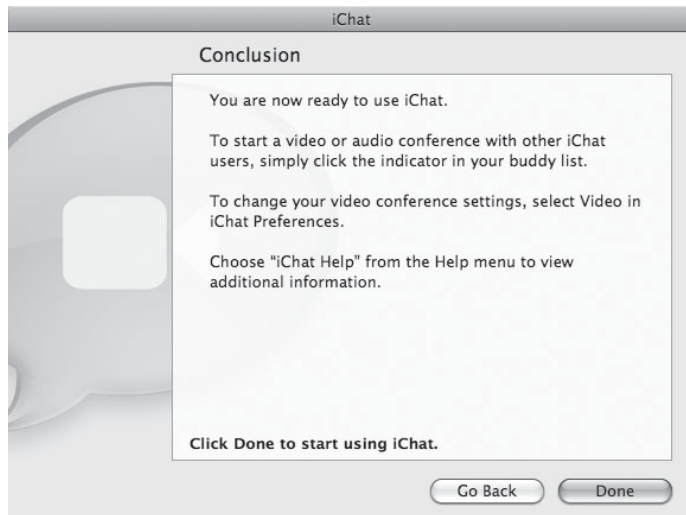 iChat
Conclusion
You are now ready to use iChat.
To start a video or audio conference with other iChat
users, simply click the indicator in your buddy list.
To change your video conference settings, select Video in
iChat Preferences.
Choose “iChat Help” from the Help menu to view
additional information.
Click Done to start using iChat.
Go Back
Done